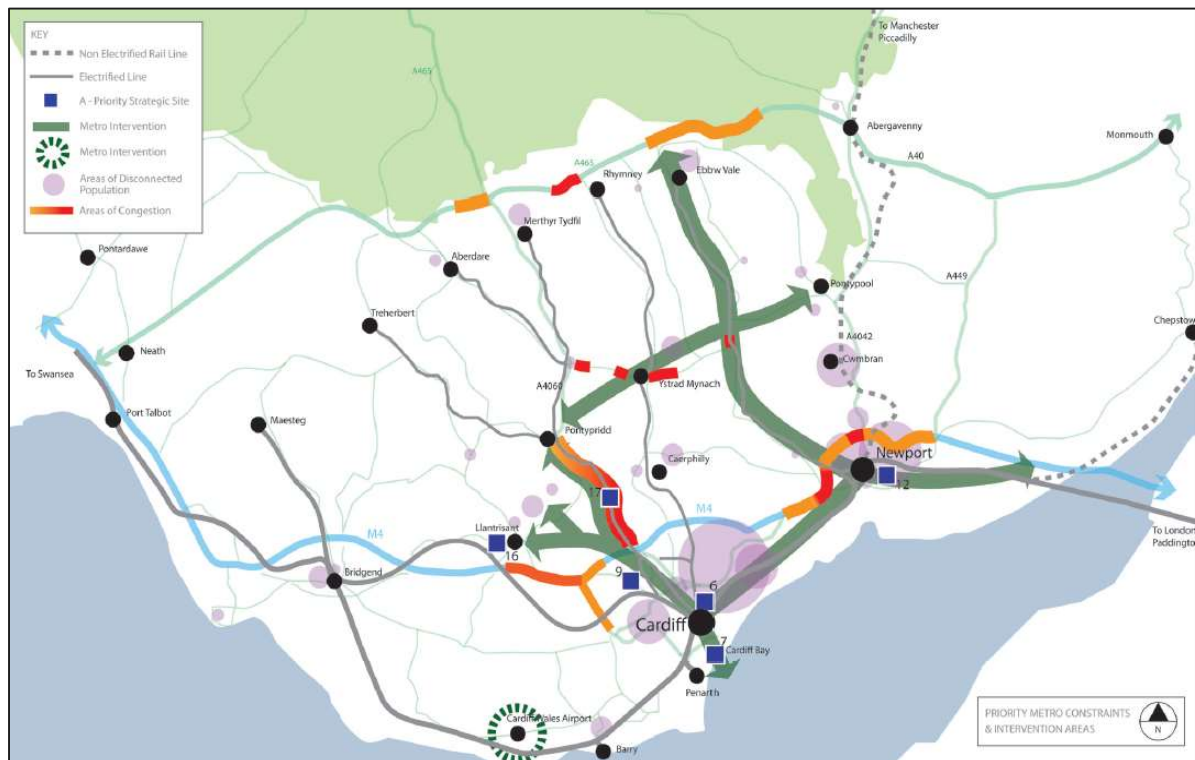 KEY
Non Electrified Rail Line
Electrified Line
A - Priority Strategic Site
Metro Intervention
Metro Intervention
Areas of Disconnected
Population
Areas of Congestion
To Manchester
Piccadilly
A465
A465
Abergavenny
Monmouth
A40
Rhymney
Ebbw Vale
Merthyr Tydfil
Pontardawe
Aberdare
A449
Pontypool
Treherbert
Chepstow
A4042
Neath
Cwmbran
To Swansea
A4060
Ystrad Mynach
Port Talbot
Maesteg
Pontypridd
Newport
Caerphilly
12
17
M4
M4
Llantrisant
To London
Paddington
16
Bridgend
9
6
Cardiff
7
Cardiff Bay
Penarth
Cardiff Wales Airport
Barry
PRIORITY METRO CONSTRAINTS
& INTERVENTION AREAS
N